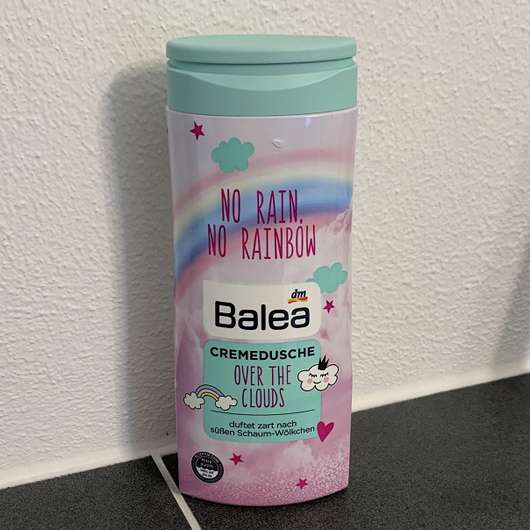 NO RAIN,
NO RAINBOW
dm
Balea
CREMEDUSCHE
OVER THE
CLOUDS
duftet zart nach
süßen Schaum-Wölkchen